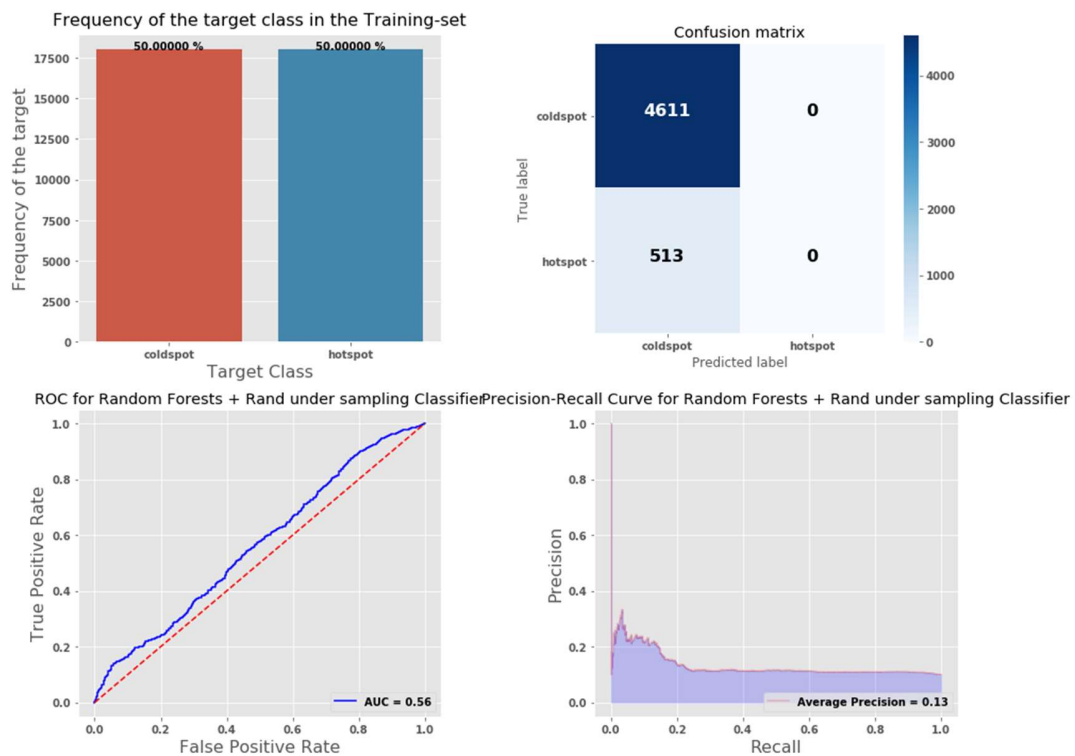 Frequency of the target class in the Training-set
50.00000 %
50.00000 %
17500
15000
12500
10000
7500
5000
2500
0
Frequency of the target
coldspot
hotspot
Target Class
Confusion matrix
coldspot
hotspot
True label
4611
0
513
0
coldspot
hotspot
Predicted label
4000
3000
2000
1000
0
ROC for Random Forests + Rand under sampling Classifier
1.0
0.8
0.6
0.4
0.2
0.0
True Positive Rate
AUC = 0.56
0.0 0.2 0.4 0.6 0.8 1.0
False Positive Rate
Precision-Recall Curve for Random Forests + Rand under sampling Classifier
1.0
0.8
0.6
0.4
0.2
0.0
Precision
Average Precision = 0.13
0.0 0.2 0.4 0.6 0.8 1.0
Recall